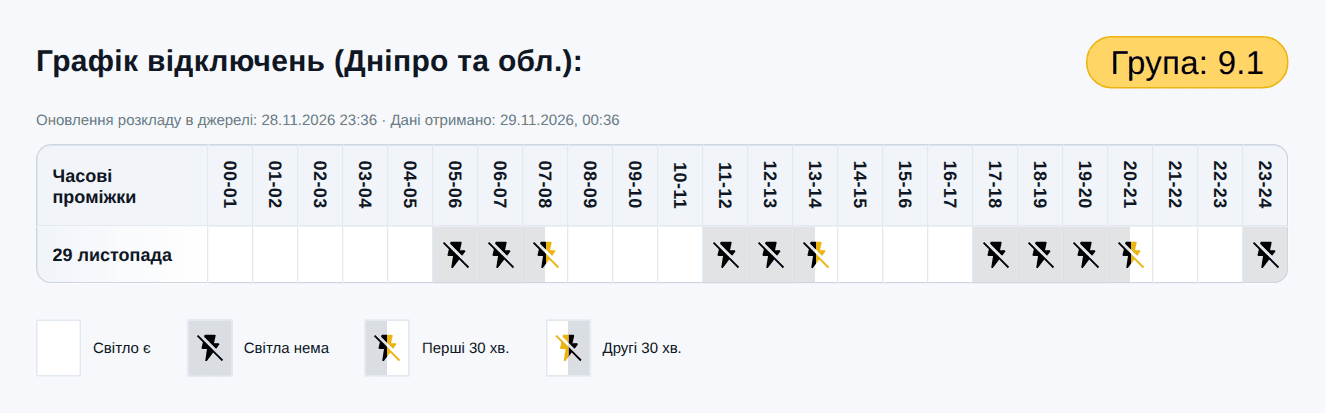 Графік відключень (Дніпро та обл.):
Група: 9.1
Оновлення розкладу в джерелі: 28.11.2026 23:36 · Дані отримано: 29.11.2026, 00:36
Часові
проміжки
00-01
01-02
02-03
03-04
04-05
05-06
06-07
07-08
08-09
09-10
10-11
11-12
12-13
13-14
14-15
15-16
16-17
17-18
18-19
19-20
20-21
21-22
22-23
23-24
29 листопада
Світло є
Світла нема
Перші 30 хв.
Другі 30 хв.